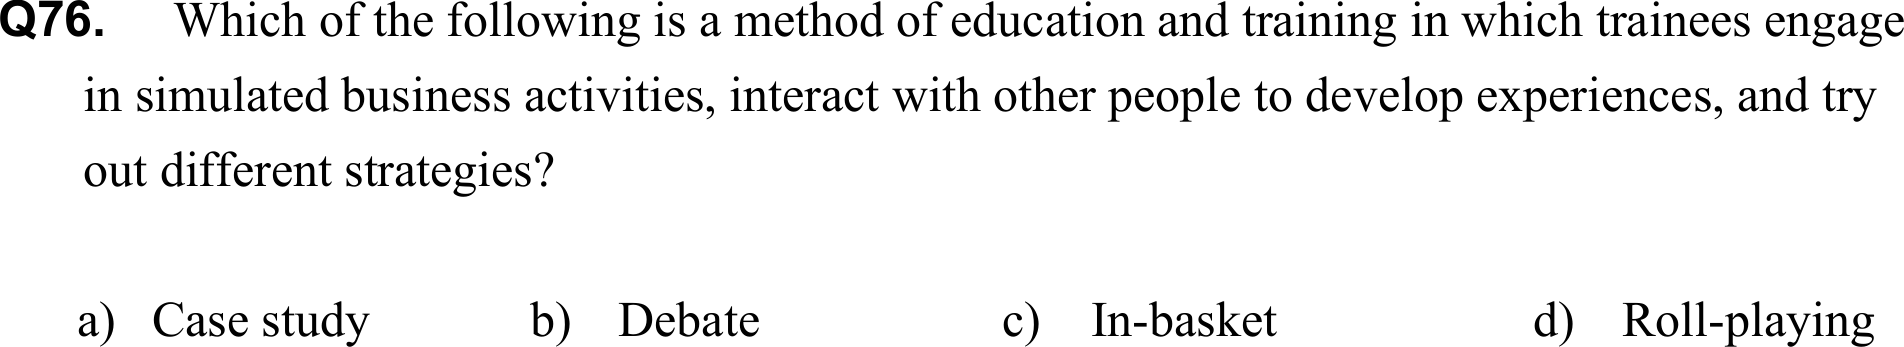 Q76. Which of the following is a method of education and training in which trainees engage
in simulated business activities, interact with other people to develop experiences, and try
out different strategies?
a) Case study b) Debate c) In-basket d) Roll-playing